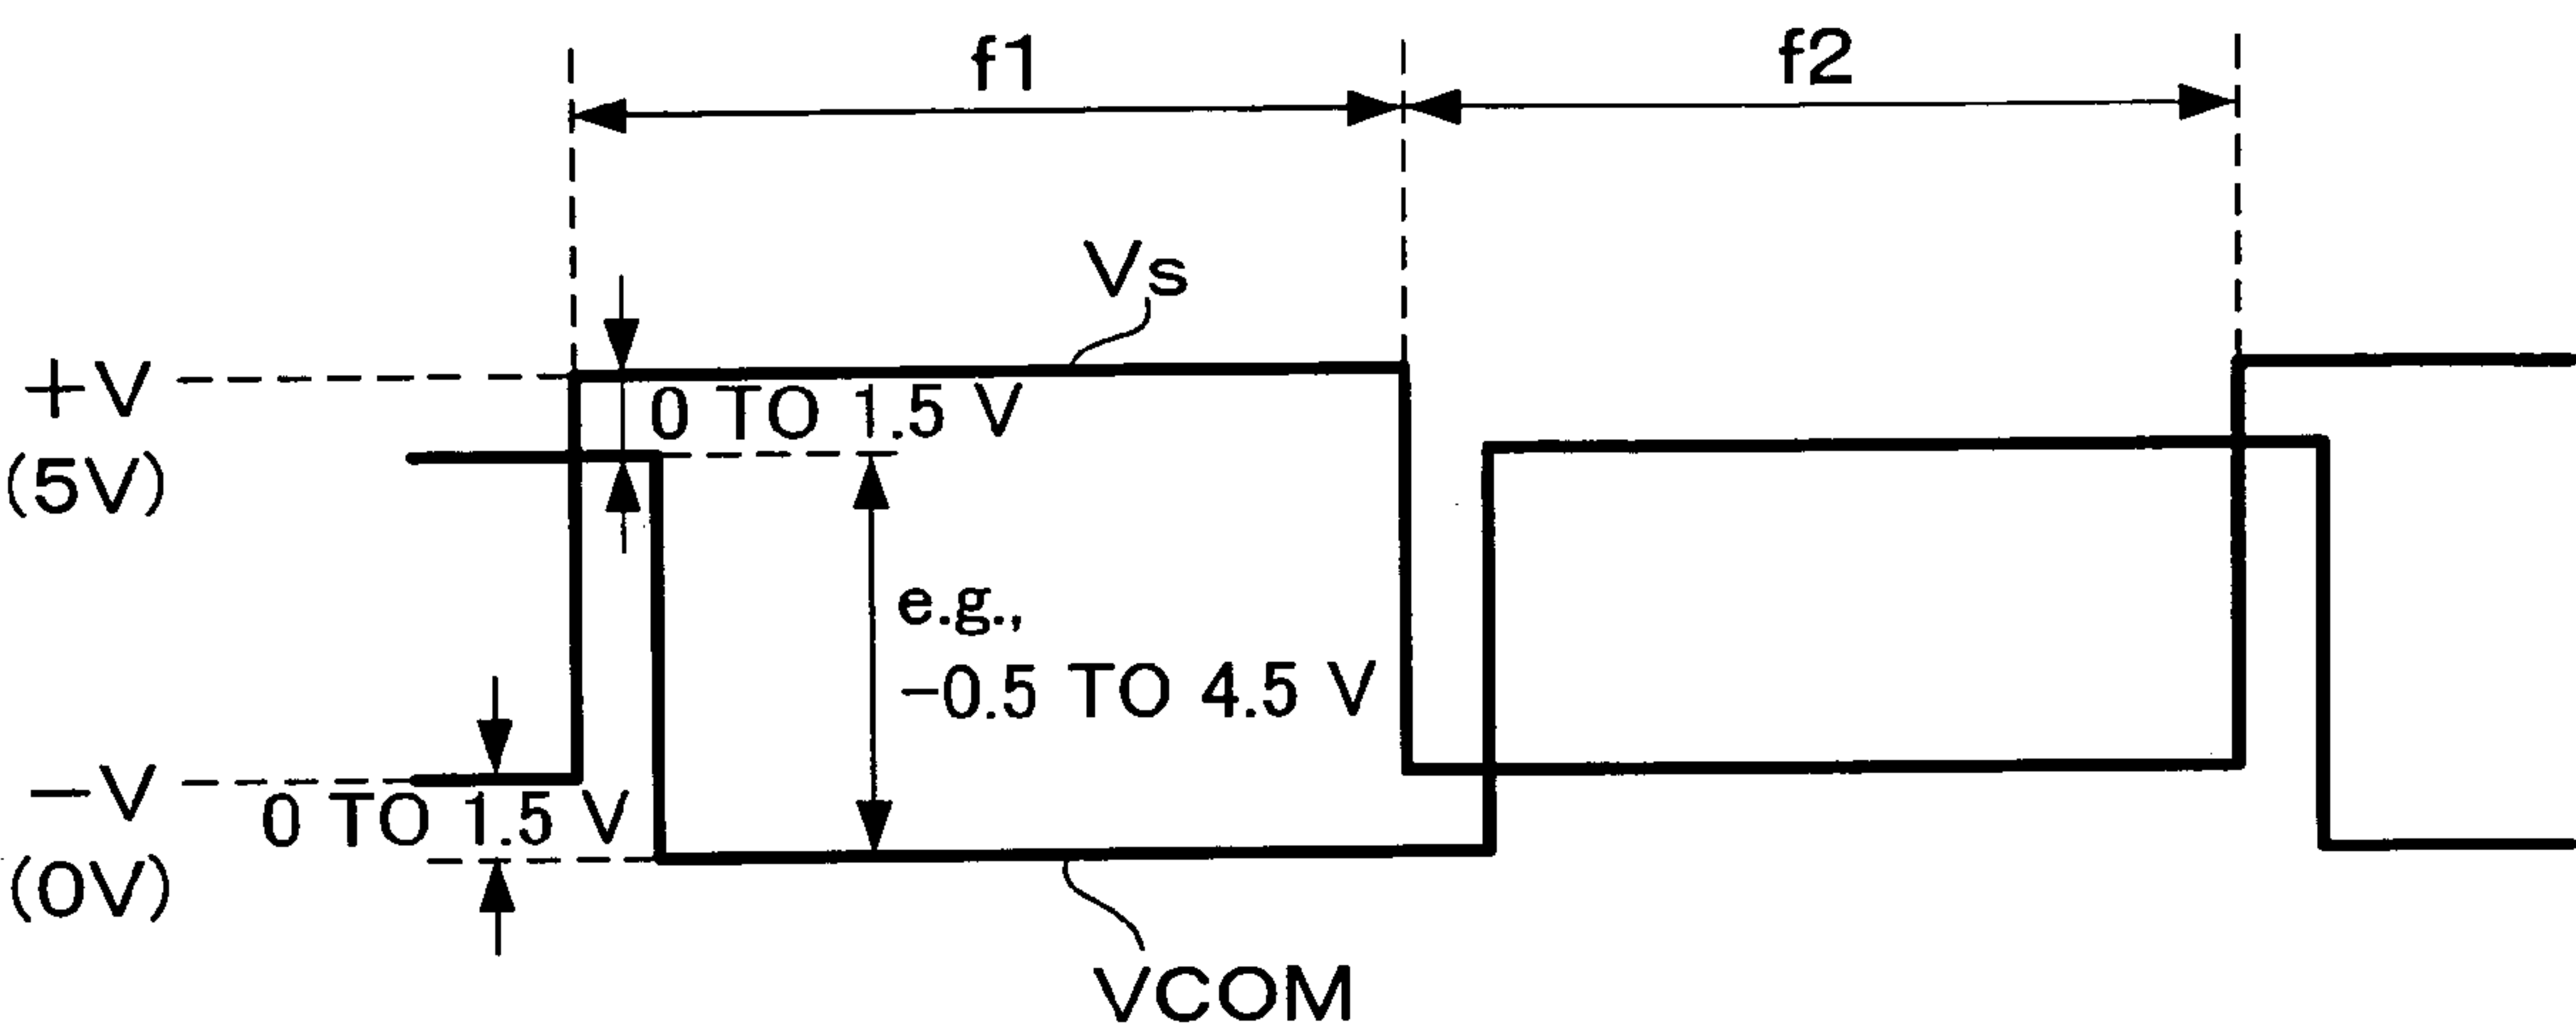 f1
f2
Vs
+V
(5V)
0 TO 1.5 V
e.g.,
-0.5 TO 4.5 V
-V
(0V)
0 TO 1.5 V
VCOM